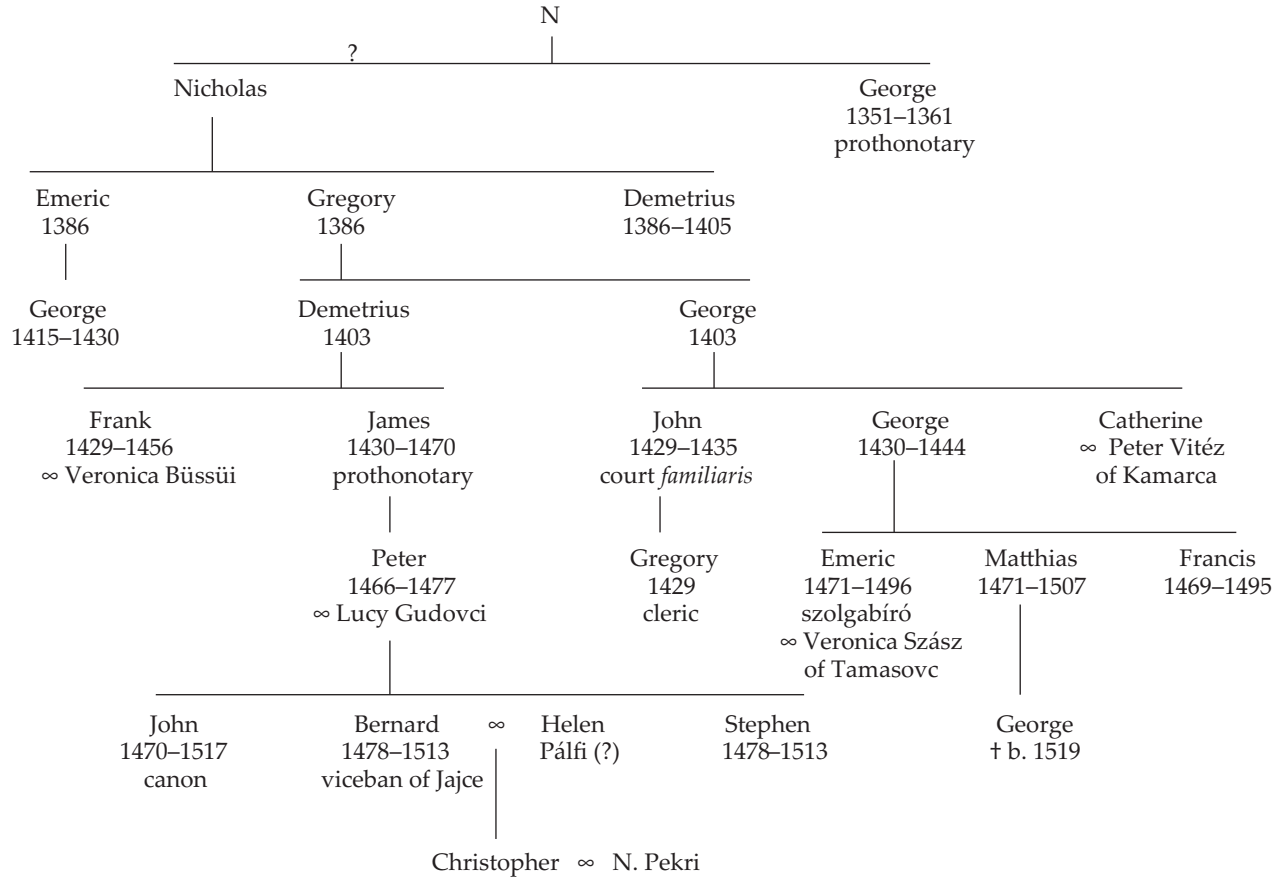 N
?
Nicholas
George
1351–1361
prothonotary
Emeric
1386
Gregory
1386
Demetrius
1386–1405
George
1415–1430
Demetrius
1403
George
1403
Frank
1429–1456
∞ Veronica Büssüi
James
1430–1470
prothonotary
John
1429–1435
court familiaris
George
1430–1444
Catherine
∞ Peter Vitéz
of Kamarca
Peter
1466–1477
∞ Lucy Gudovci
Gregory
1429
cleric
Emeric
1471–1496
szolgabíró
∞ Veronica Szász
of Tamasovc
Matthias
1471–1507
Francis
1469–1495
John
1470–1517
canon
Bernard ∞
1478–1513
viceban of Jajce
Helen
Pálfi (?)
Stephen
1478–1513
George
† b. 1519
Christopher ∞ N. Pekri